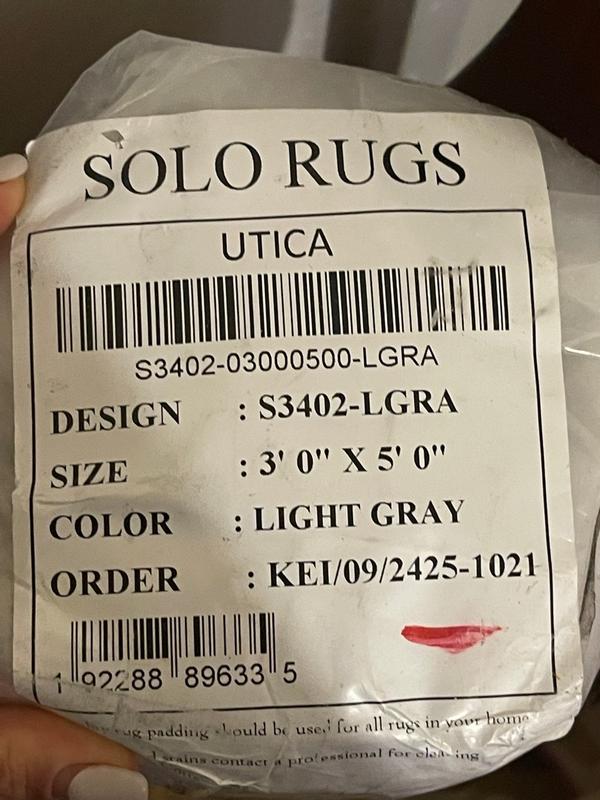 SOLO RUGS
UTICA
S3402-03000500-LGRA
DESIGN : S3402-LGRA
SIZE : 3' 0" X 5' 0"
COLOR : LIGHT GRAY
ORDER : KEI/09/2425-1021
1 92288 89633 5
rug padding should be used for all rugs in your home
stains contact a professional for cleaning